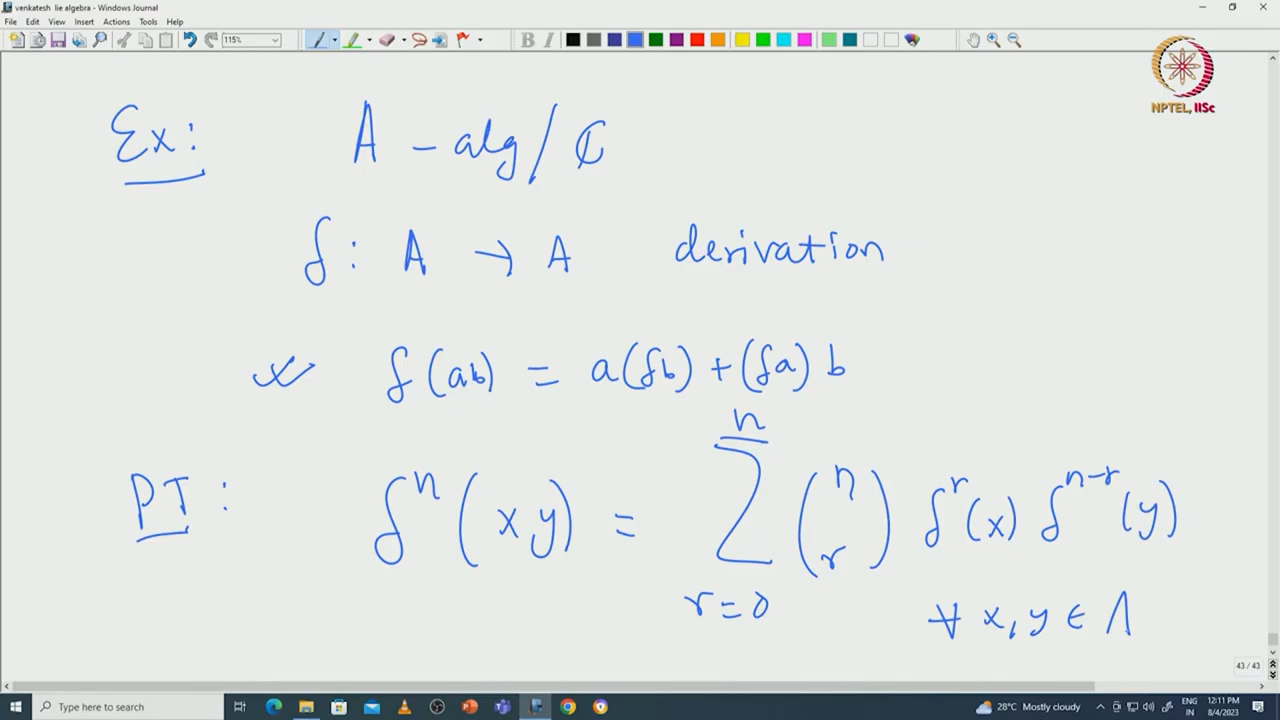 venkatesh lie algebra - Windows Journal
File Edit View Insert Actions Tools Help
115%
B I
NPTEL, IISc
Ex: A - alg / ℂ
δ : A → A derivation
δ(ab) = a(δb) + (δa) b
PT : δⁿ(xy) = ∑_{r=0}^{n} \binom{n}{r} δ^r(x) δ^{n-r}(y)
∀ x, y ∈ A
43 / 43
Type here to search
28°C Mostly cloudy
ENG
IN
12:11 PM
8/4/2023